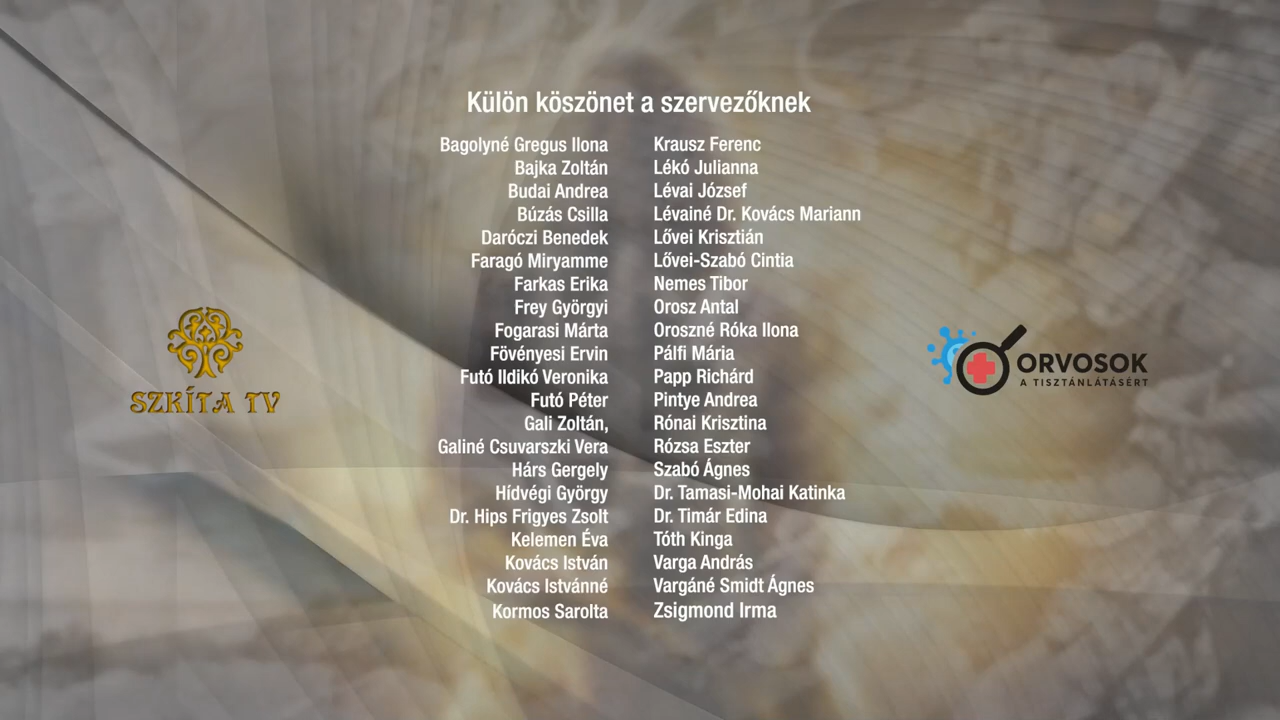 Külön köszönet a szervezőknek
Bagolyné Gregus Ilona
Bajka Zoltán
Budai Andrea
Búzás Csilla
Daróczi Benedek
Faragó Miryamme
Farkas Erika
Frey Györgyi
Fogarasi Márta
Fövényesi Ervin
Futó Ildikó Veronika
Futó Péter
Gali Zoltán,
Galiné Csuvarszki Vera
Hárs Gergely
Hídvégi György
Dr. Hips Frigyes Zsolt
Kelemen Éva
Kovács István
Kovács Istvánné
Kormos Sarolta
Krausz Ferenc
Lékó Julianna
Lévai József
Lévainé Dr. Kovács Mariann
Lővei Krisztián
Lővei-Szabó Cintia
Nemes Tibor
Orosz Antal
Oroszné Róka Ilona
Pálfi Mária
Papp Richárd
Pintye Andrea
Rónai Krisztina
Rózsa Eszter
Szabó Ágnes
Dr. Tamasi-Mohai Katinka
Dr. Timár Edina
Tóth Kinga
Varga András
Vargáné Smidt Ágnes
Zsigmond Irma
SZKÍTA TV
ORVOSOK
A TISZTÁNLÁTÁSÉRT